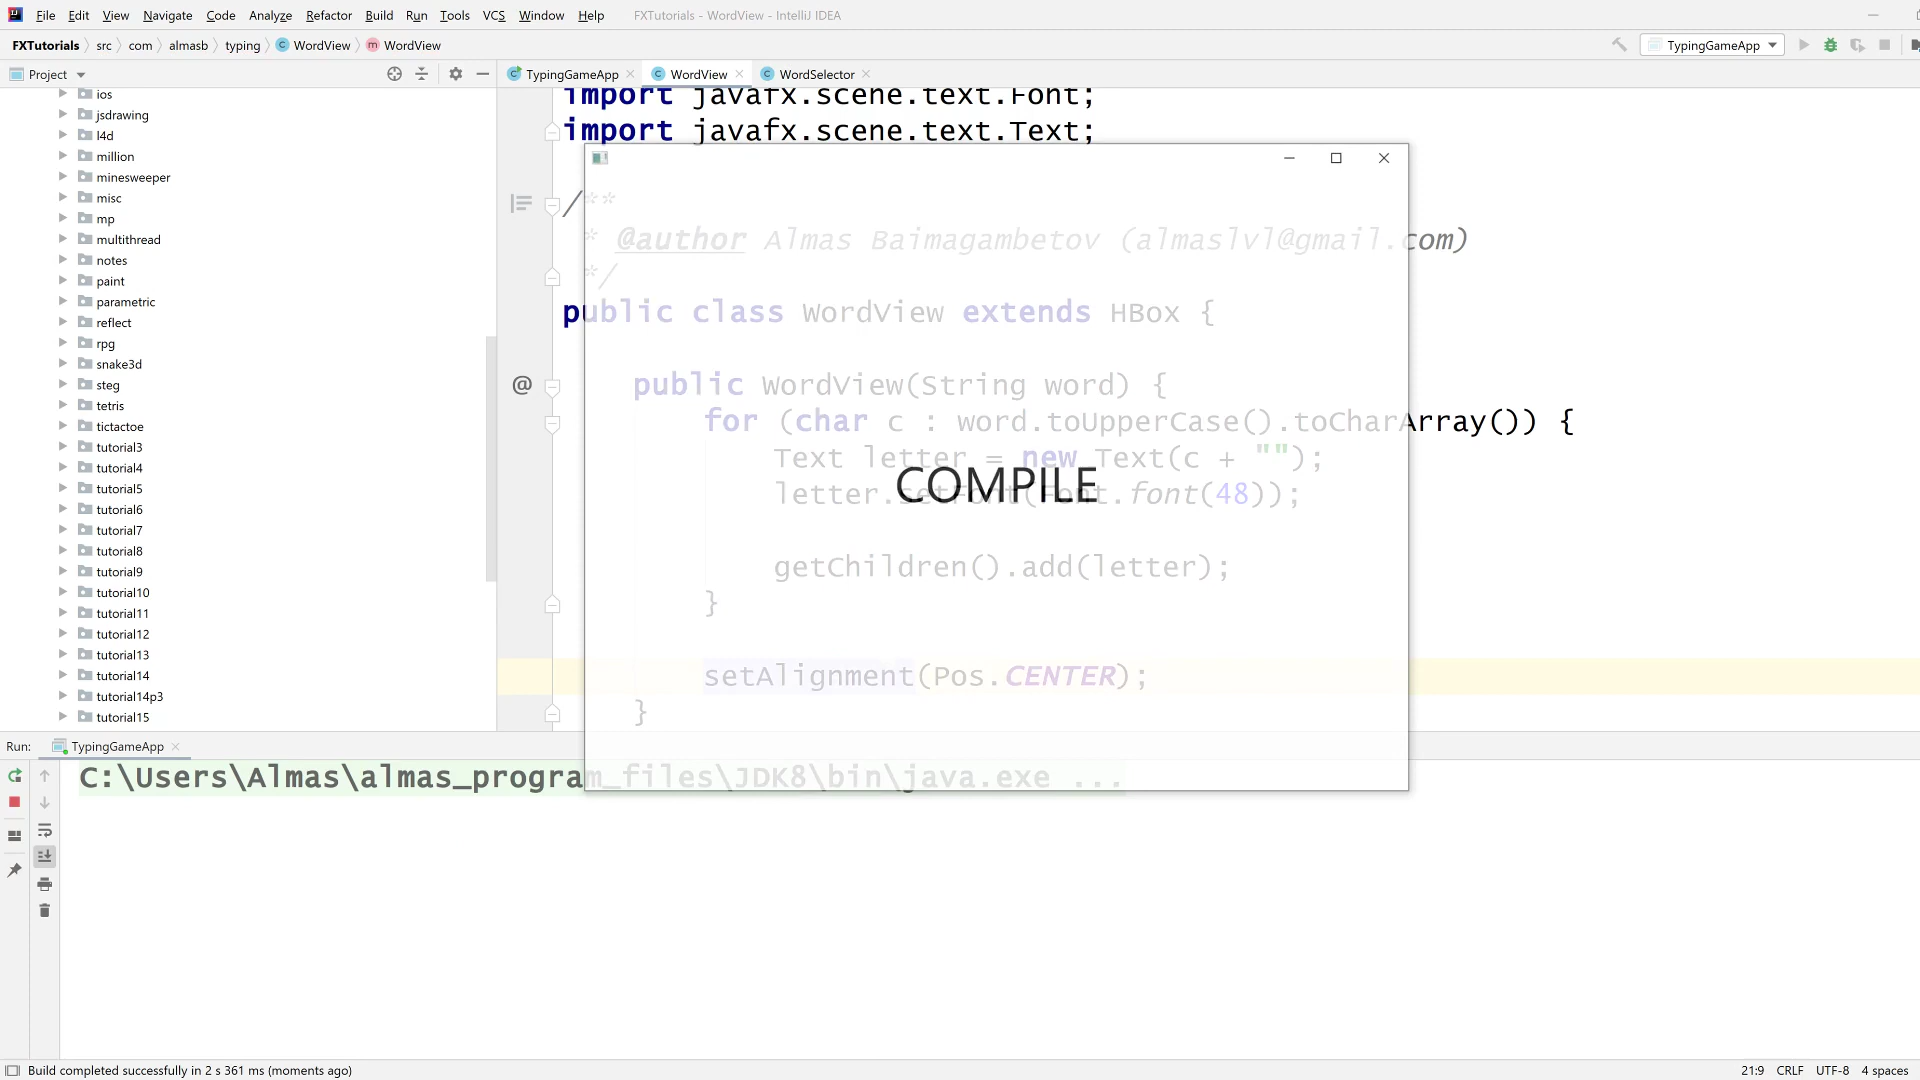 File Edit View Navigate Code Analyze Refactor Build Run Tools VCS Window Help FXTutorials - WordView - IntelliJ IDEA
FXTutorials src com almasb typing WordView WordView TypingGameApp
Project TypingGameApp WordView WordSelector
ios
jsdrawing
l4d
million
minesweeper
misc
mp
multithread
notes
paint
parametric
reflect
rpg
snake3d
steg
tetris
tictactoe
tutorial3
tutorial4
tutorial5
tutorial6
tutorial7
tutorial8
tutorial9
tutorial10
tutorial11
tutorial12
tutorial13
tutorial14
tutorial14p3
tutorial15
import javafx.scene.text.Font;
import javafx.scene.text.Text;
/**
* @author Almas Baimagambetov (almaslvl@gmail.com)
*/
public class WordView extends HBox {
@ public WordView(String word) {
for (char c : word.toUpperCase().toCharArray()) {
Text letter = new Text(c + "");
COMPILE
letter.setFont(Font.font(48));
getChildren().add(letter);
}
setAlignment(Pos.CENTER);
}
Run: TypingGameApp
C:\Users\Almas\almas_program_files\JDK8\bin\java.exe ...
Build completed successfully in 2 s 361 ms (moments ago) 21:9 CRLF UTF-8 4 spaces